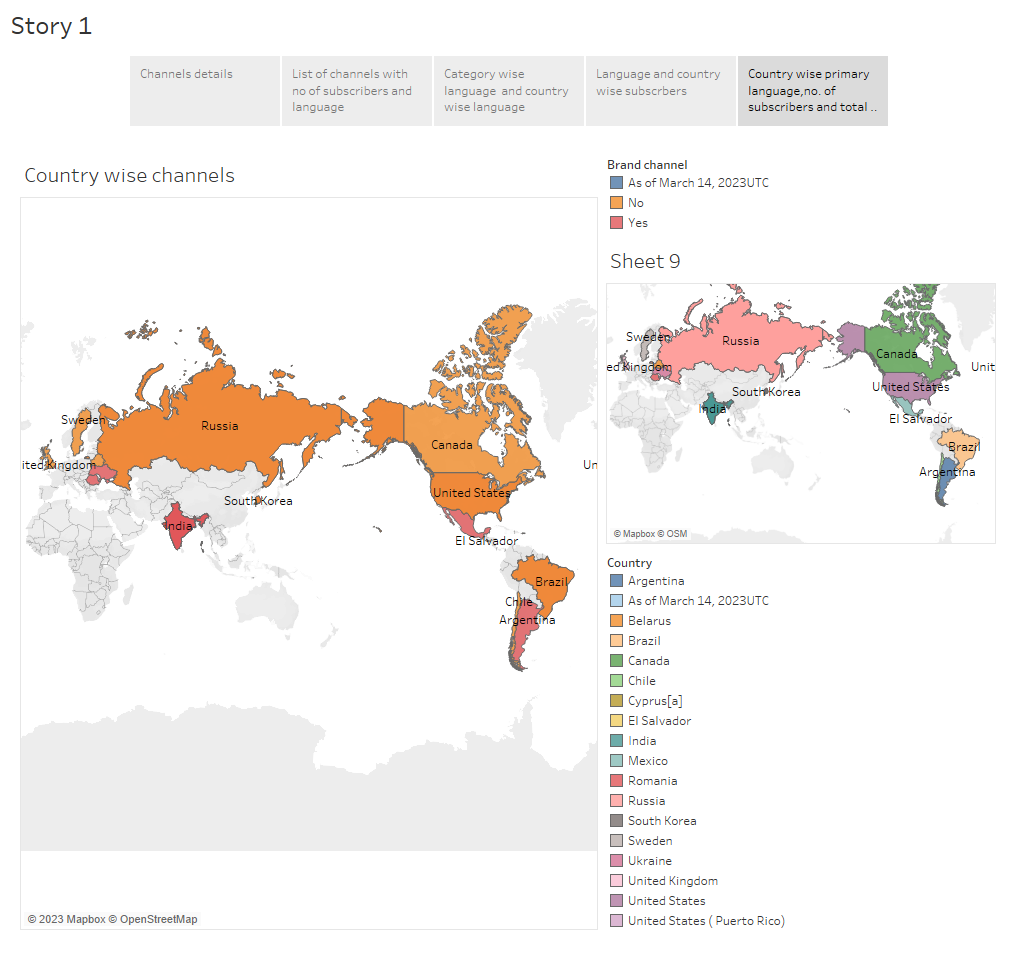 Story 1
Channels details
List of channels with
no of subscribers and
language
Category wise
language and country
wise language
Language and country
wise subscrbers
Country wise primary
language,no. of
subscribers and total ..
Country wise channels
Sweden
Russia
ited Kingdom
South Korea
India
Canada
United States
El Salvador
Brazil
Chile
Argentina
Un
© 2023 Mapbox © OpenStreetMap
Brand channel
As of March 14, 2023UTC
No
Yes
Sheet 9
Sweden
Russia
ed Kingdom
South Korea
India
Canada
Unit
United States
El Salvador
Brazil
Argentina
© Mapbox © OSM
Country
Argentina
As of March 14, 2023UTC
Belarus
Brazil
Canada
Chile
Cyprus[a]
El Salvador
India
Mexico
Romania
Russia
South Korea
Sweden
Ukraine
United Kingdom
United States
United States ( Puerto Rico)